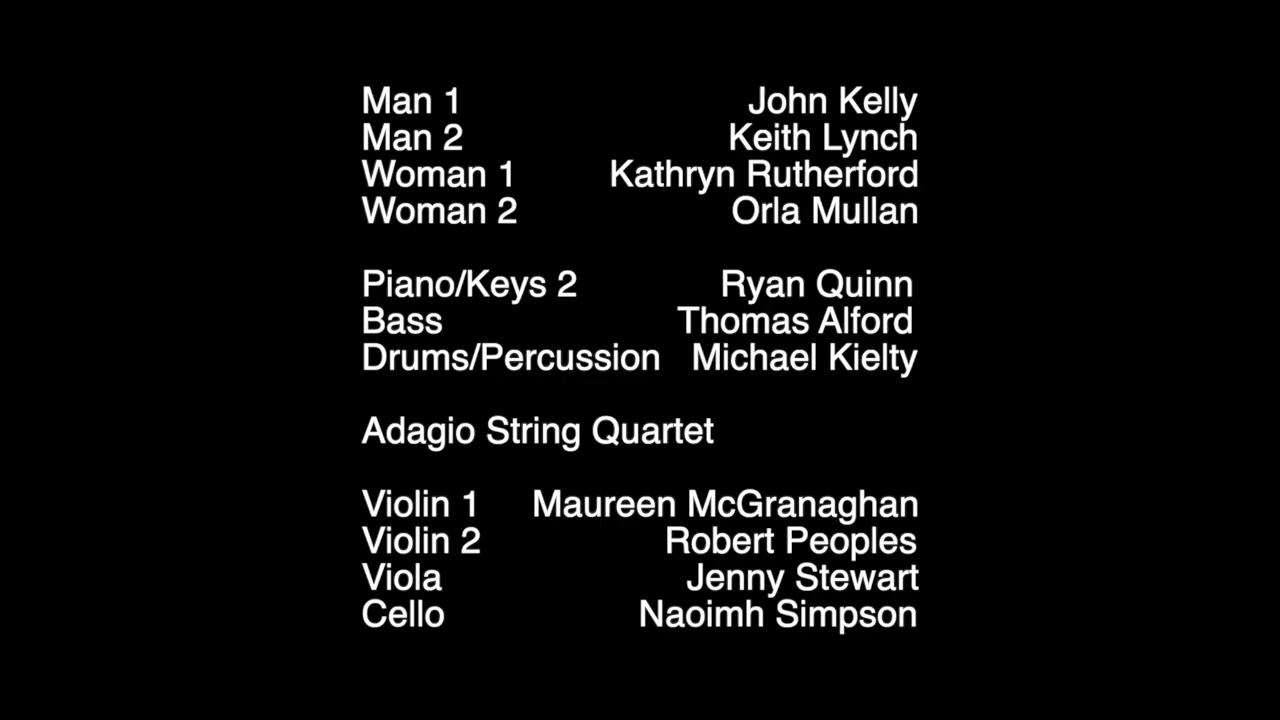 Man 1 John Kelly
Man 2 Keith Lynch
Woman 1 Kathryn Rutherford
Woman 2 Orla Mullan
Piano/Keys 2 Ryan Quinn
Bass Thomas Alford
Drums/Percussion Michael Kielty
Adagio String Quartet
Violin 1 Maureen McGranaghan
Violin 2 Robert Peoples
Viola Jenny Stewart
Cello Naoimh Simpson